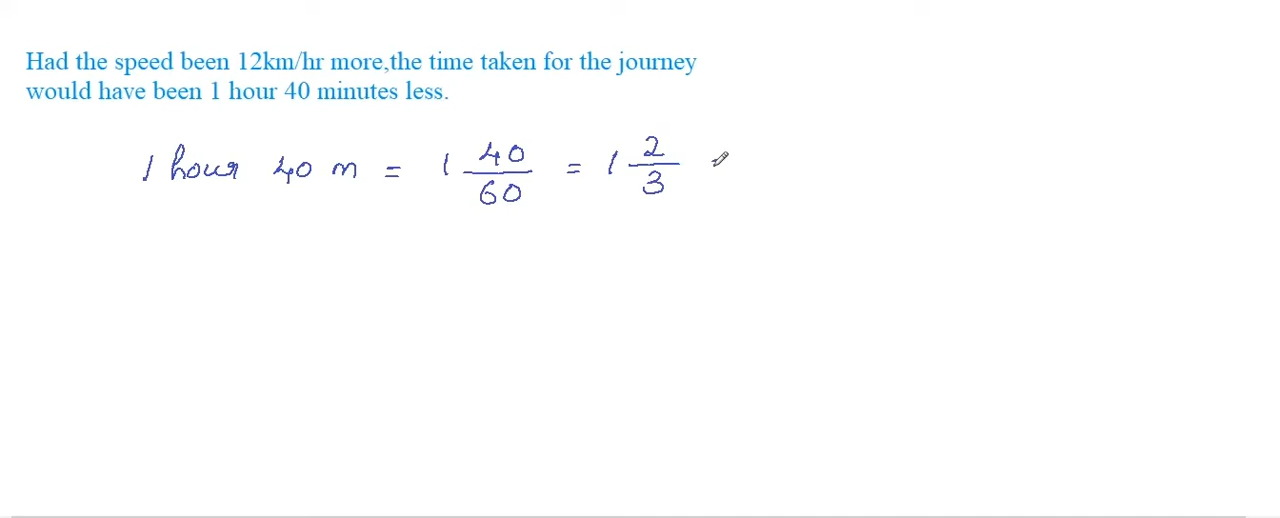 Had the speed been 12km/hr more,the time taken for the journey
would have been 1 hour 40 minutes less.
1 hour 40 m = 1 40/60 = 1 2/3